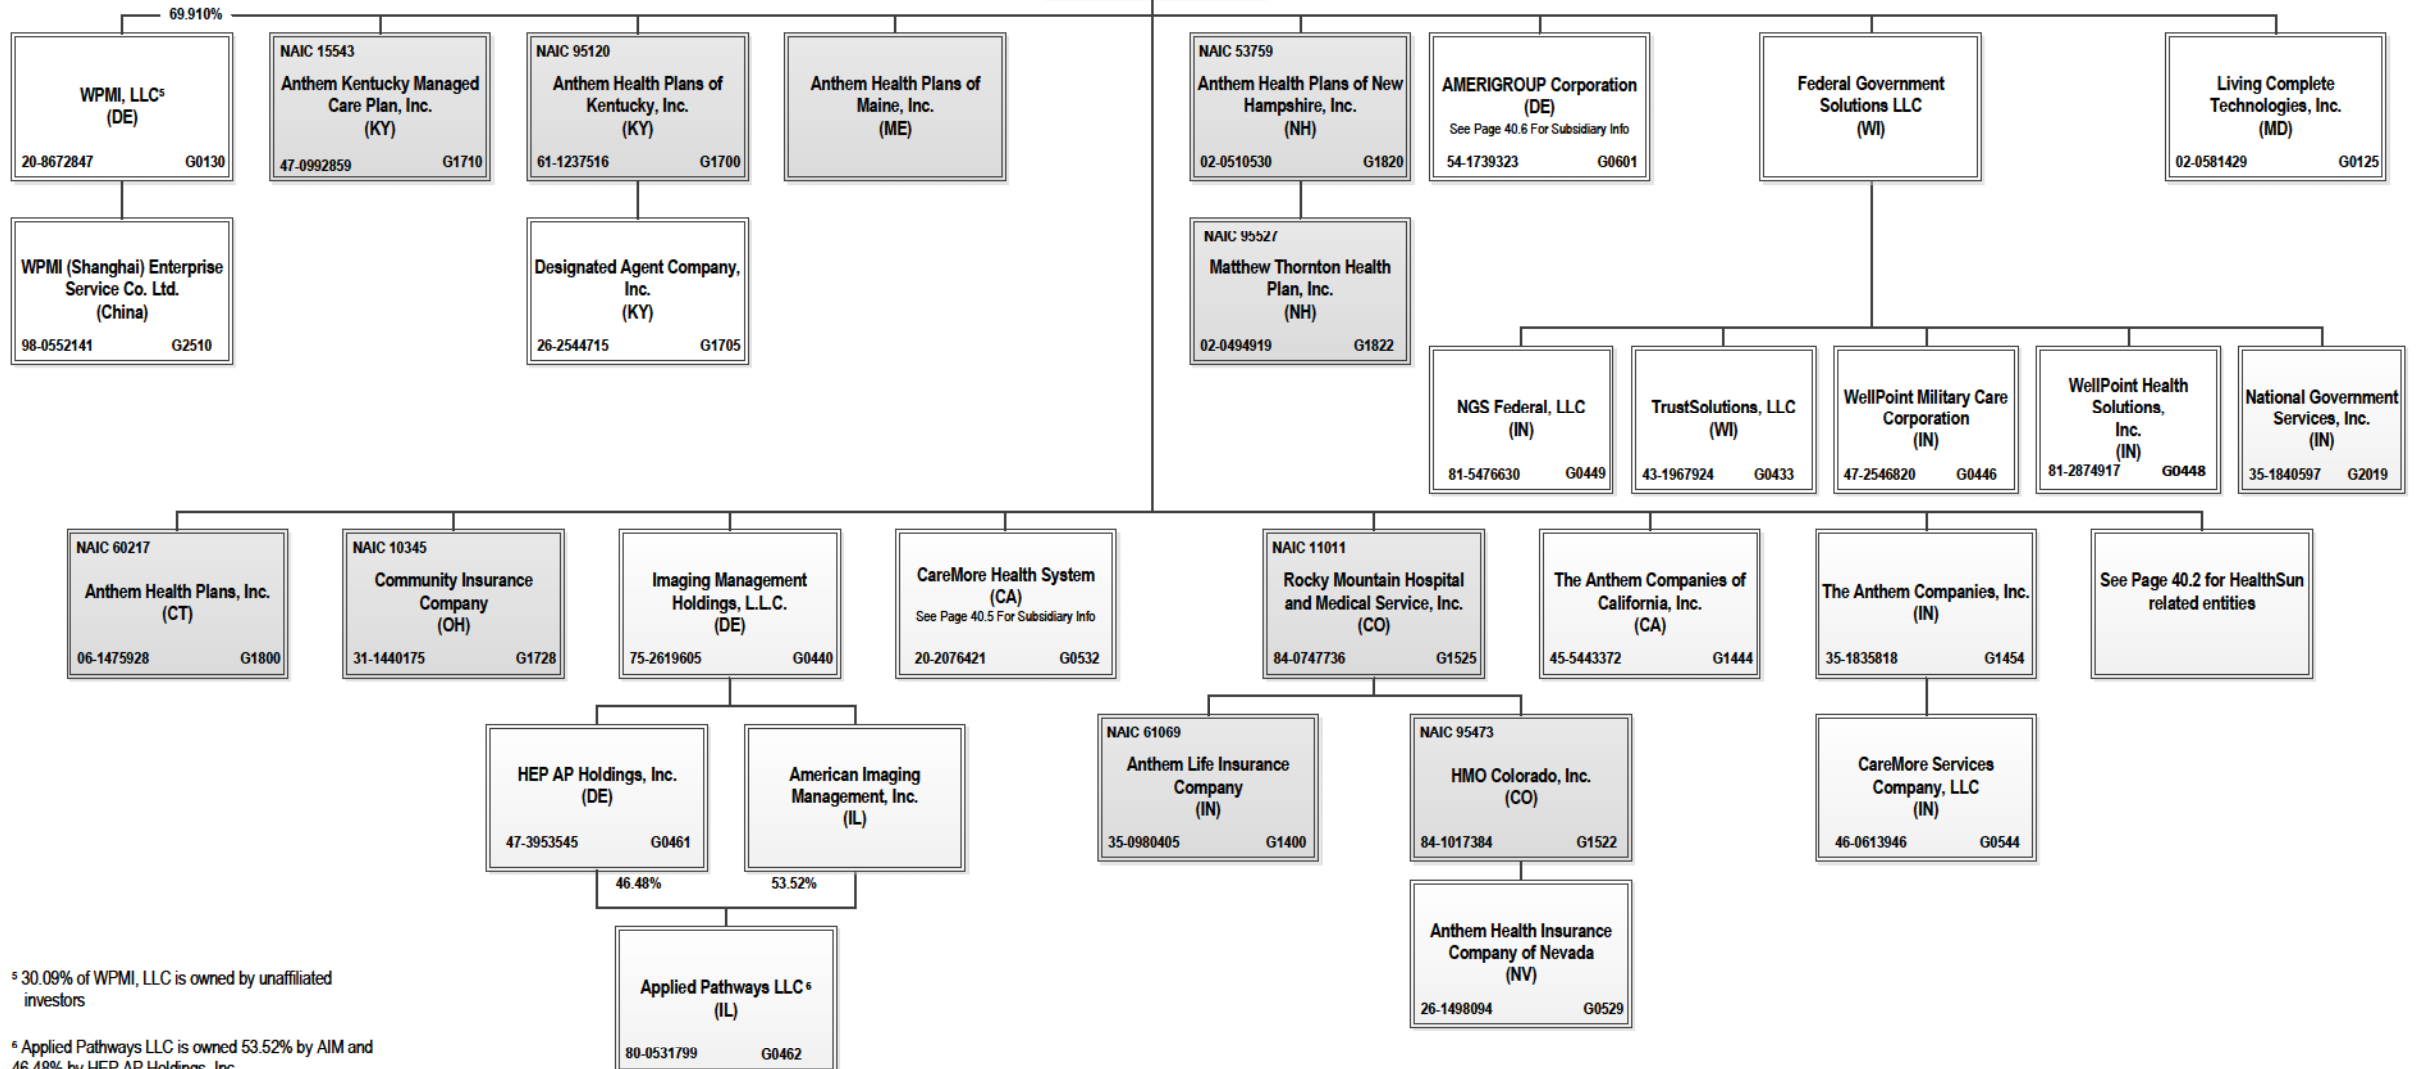 69.910%
WPMI, LLC⁵
(DE)
20-8672847 G0130
NAIC 15543
Anthem Kentucky Managed
Care Plan, Inc.
(KY)
47-0992859 G1710
NAIC 95120
Anthem Health Plans of
Kentucky, Inc.
(KY)
61-1237516 G1700
Anthem Health Plans of
Maine, Inc.
(ME)
NAIC 53759
Anthem Health Plans of New
Hampshire, Inc.
(NH)
02-0510530 G1820
AMERIGROUP Corporation
(DE)
See Page 40.6 For Subsidiary Info
54-1739323 G0601
Federal Government
Solutions LLC
(WI)
Living Complete
Technologies, Inc.
(MD)
02-0581429 G0125
WPMI (Shanghai) Enterprise
Service Co. Ltd.
(China)
98-0552141 G2510
Designated Agent Company,
Inc.
(KY)
26-2544715 G1705
NAIC 95527
Matthew Thornton Health
Plan, Inc.
(NH)
02-0494919 G1822
NGS Federal, LLC
(IN)
81-5476630 G0449
TrustSolutions, LLC
(WI)
43-1967924 G0433
WellPoint Military Care
Corporation
(IN)
47-2546820 G0446
WellPoint Health
Solutions,
Inc.
(IN)
81-2874917 G0448
National Government
Services, Inc.
(IN)
35-1840597 G2019
NAIC 60217
Anthem Health Plans, Inc.
(CT)
06-1475928 G1800
NAIC 10345
Community Insurance
Company
(OH)
31-1440175 G1728
Imaging Management
Holdings, L.L.C.
(DE)
75-2619605 G0440
CareMore Health System
(CA)
See Page 40.5 For Subsidiary Info
20-2076421 G0532
NAIC 11011
Rocky Mountain Hospital
and Medical Service, Inc.
(CO)
84-0747736 G1525
The Anthem Companies of
California, Inc.
(CA)
45-5443372 G1444
The Anthem Companies, Inc.
(IN)
35-1835818 G1454
See Page 40.2 for HealthSun
related entities
HEP AP Holdings, Inc.
(DE)
47-3953545 G0461
American Imaging
Management, Inc.
(IL)
NAIC 61069
Anthem Life Insurance
Company
(IN)
35-0980405 G1400
NAIC 95473
HMO Colorado, Inc.
(CO)
84-1017384 G1522
CareMore Services
Company, LLC
(IN)
46-0613946 G0544
46.48% 53.52%
Applied Pathways LLC ⁶
(IL)
80-0531799 G0462
Anthem Health Insurance
Company of Nevada
(NV)
26-1498094 G0529
⁵ 30.09% of WPMI, LLC is owned by unaffiliated
investors
⁶ Applied Pathways LLC is owned 53.52% by AIM and
46.48% by HEP AP Holdings, Inc.